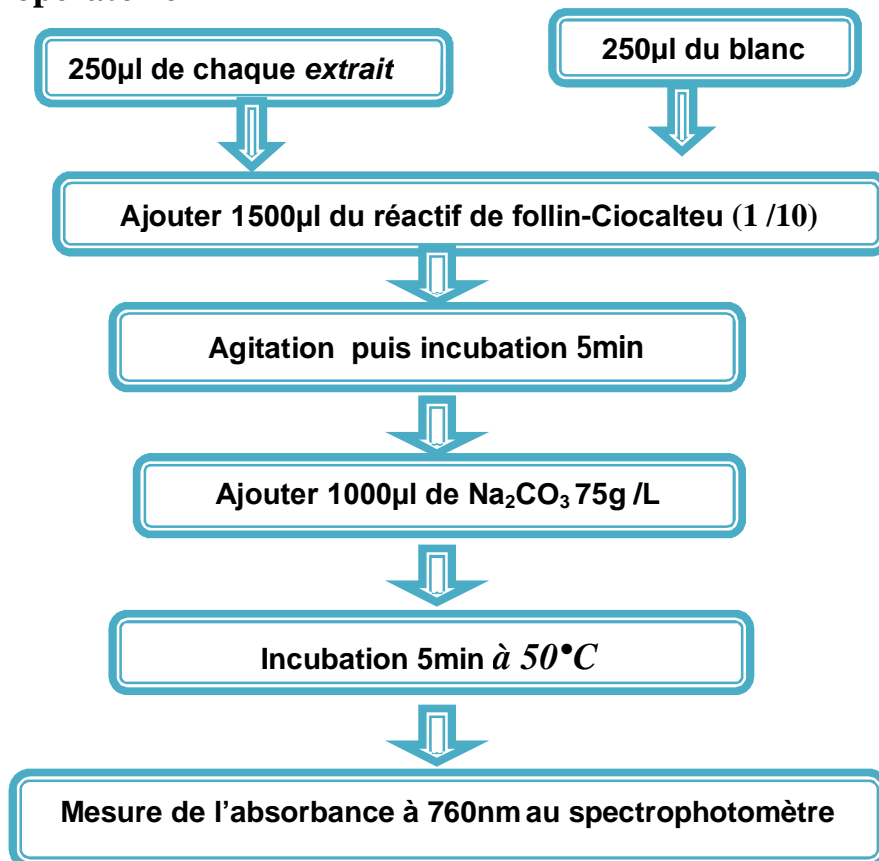 250µl de chaque extrait
250µl du blanc
Ajouter 1500µl du réactif de follin-Ciocalteu (1 /10)
Agitation puis incubation 5min
Ajouter 1000µl de Na₂CO₃ 75g /L
Incubation 5min à 50•C
Mesure de l’absorbance à 760nm au spectrophotomètre